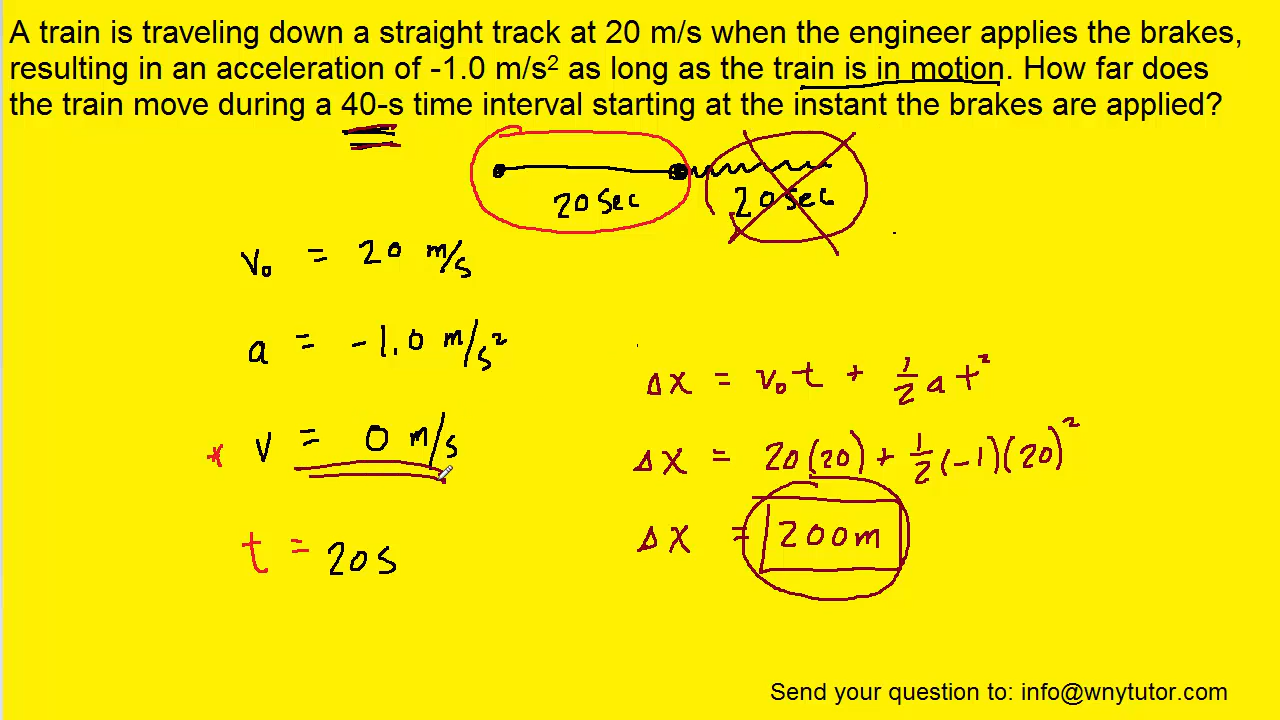 A train is traveling down a straight track at 20 m/s when the engineer applies the brakes,
resulting in an acceleration of -1.0 m/s² as long as the train is in motion. How far does
the train move during a 40-s time interval starting at the instant the brakes are applied?
20 Sec 20 Sec
v₀ = 20 m/s
a = -1.0 m/s²
Δx = v₀t + 1/2 at²
* v = 0 m/s
Δx = 20(20) + 1/2(-1)(20)²
Δx = 200m
t = 20s
Send your question to: info@wnytutor.com